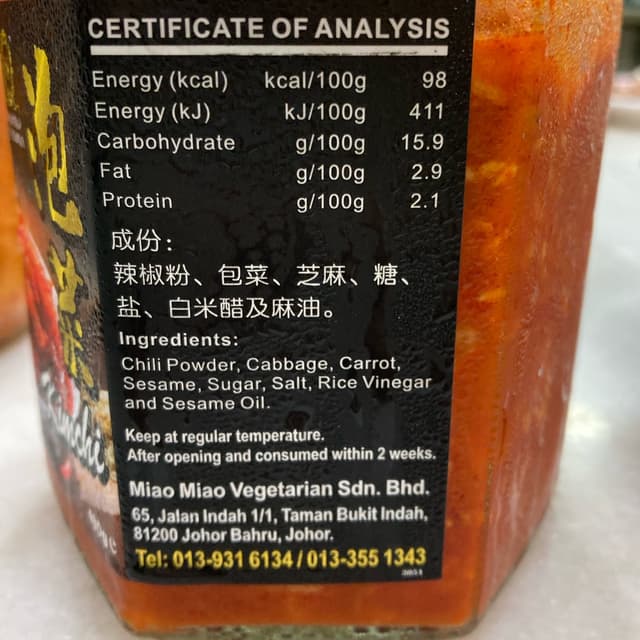 CERTIFICATE OF ANALYSIS
Energy (kcal) kcal/100g 98
Energy (kJ) kJ/100g 411
Carbohydrate g/100g 15.9
Fat g/100g 2.9
Protein g/100g 2.1
成份：
辣椒粉、包菜、芝麻、糖、
盐、白米醋及麻油。
Ingredients:
Chili Powder, Cabbage, Carrot,
Sesame, Sugar, Salt, Rice Vinegar
and Sesame Oil.
Keep at regular temperature.
After opening and consumed within 2 weeks.
Miao Miao Vegetarian Sdn. Bhd.
65, Jalan Indah 1/1, Taman Bukit Indah,
81200 Johor Bahru, Johor.
Tel: 013-931 6134 / 013-355 1343
泡菜
Kimchi